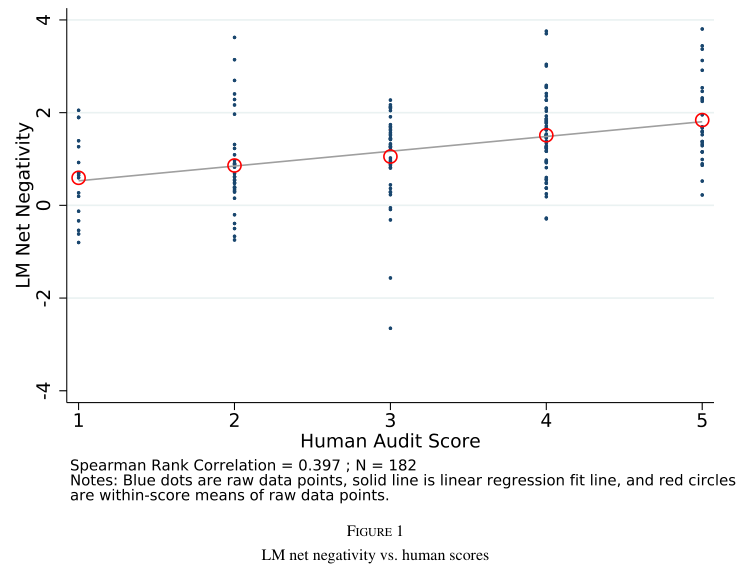 4
2
0
-2
-4
LM Net Negativity
1 2 3 4 5
Human Audit Score
Spearman Rank Correlation = 0.397 ; N = 182
Notes: Blue dots are raw data points, solid line is linear regression fit line, and red circles
are within-score means of raw data points.
FIGURE 1
LM net negativity vs. human scores